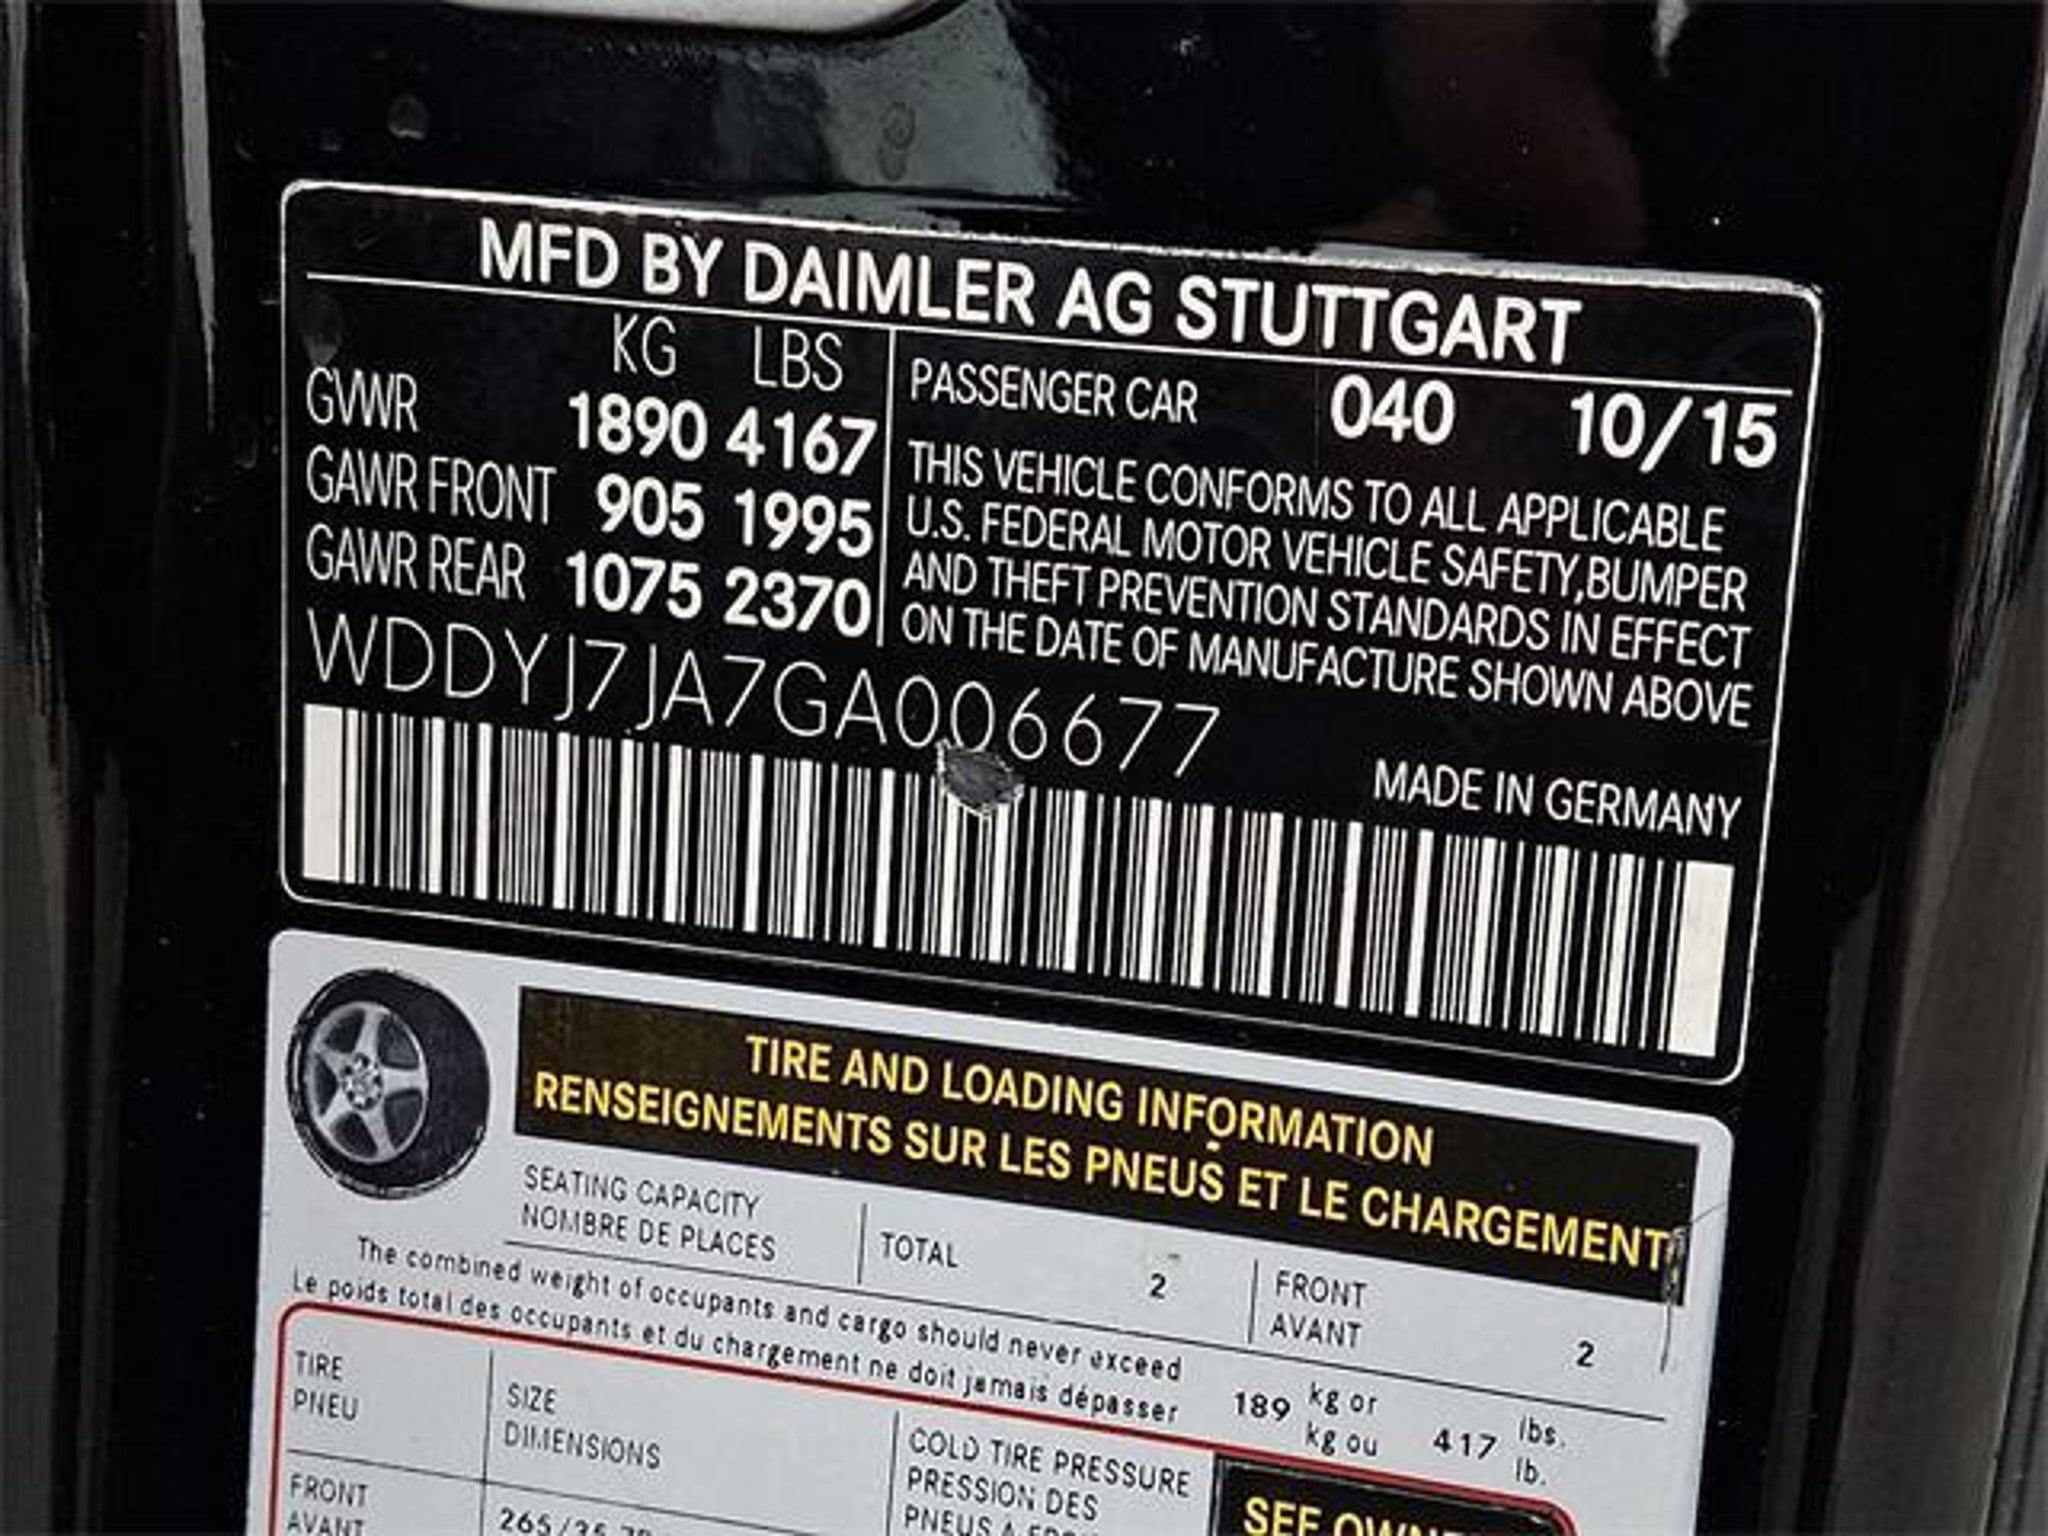 MFD BY DAIMLER AG STUTTGART
KG LBS
GVWR 1890 4167
GAWR FRONT 905 1995
GAWR REAR 1075 2370
PASSENGER CAR 040 10/15
THIS VEHICLE CONFORMS TO ALL APPLICABLE
U.S. FEDERAL MOTOR VEHICLE SAFETY,BUMPER
AND THEFT PREVENTION STANDARDS IN EFFECT
ON THE DATE OF MANUFACTURE SHOWN ABOVE
WDDYJ7JA7GA006677
MADE IN GERMANY
TIRE AND LOADING INFORMATION
RENSEIGNEMENTS SUR LES PNEUS ET LE CHARGEMENT
SEATING CAPACITY
NOMBRE DE PLACES
TOTAL 2
FRONT
AVANT
2
The combined weight of occupants and cargo should never exceed
Le poids total des occupants et du chargement ne doit jamais dépasser
189 kg or
kg ou
417 lbs.
lb.
TIRE
PNEU
SIZE
DIMENSIONS
COLD TIRE PRESSURE
PRESSION DES
PNEUS A
FRONT
AVANT
SEE